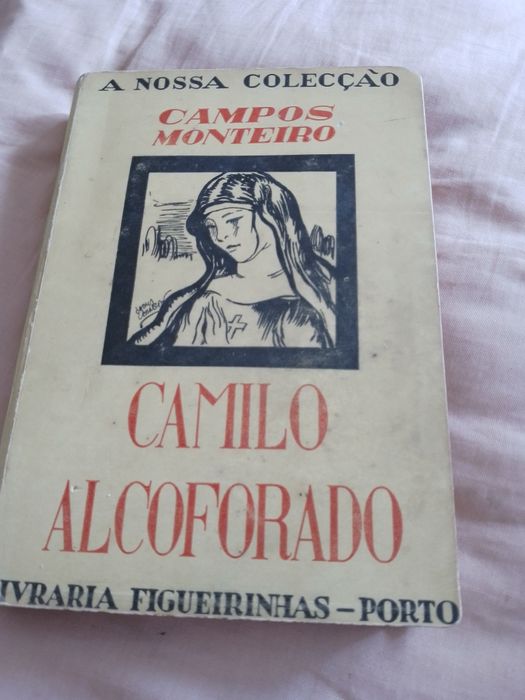 A NOSSA COLECÇÃO
CAMPOS
MONTEIRO
CAMILO
ALCOFORADO
IVRARIA FIGUEIRINHAS – PORTO